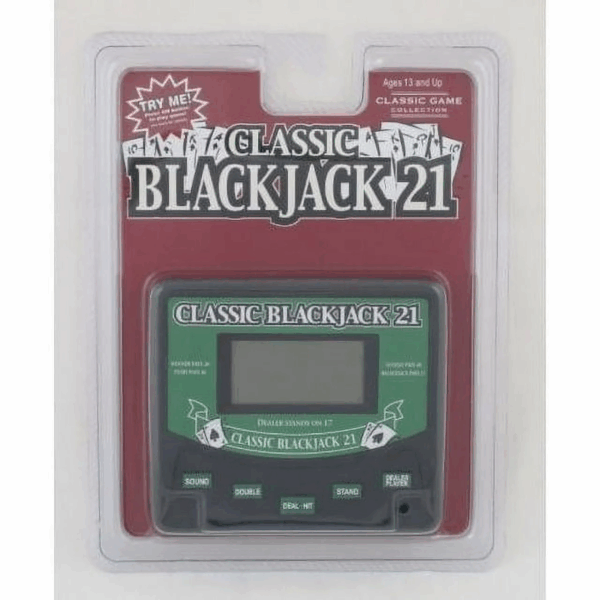 TRY ME!
Ages 13 and Up
CLASSIC GAME
COLLECTION
CLASSIC
BLACKJACK 21
CLASSIC BLACKJACK 21
DEALER STANDS ON 17
CLASSIC BLACKJACK 21
SOUND
DOUBLE
DEAL-HIT
STAND
DEALER
PLAYER